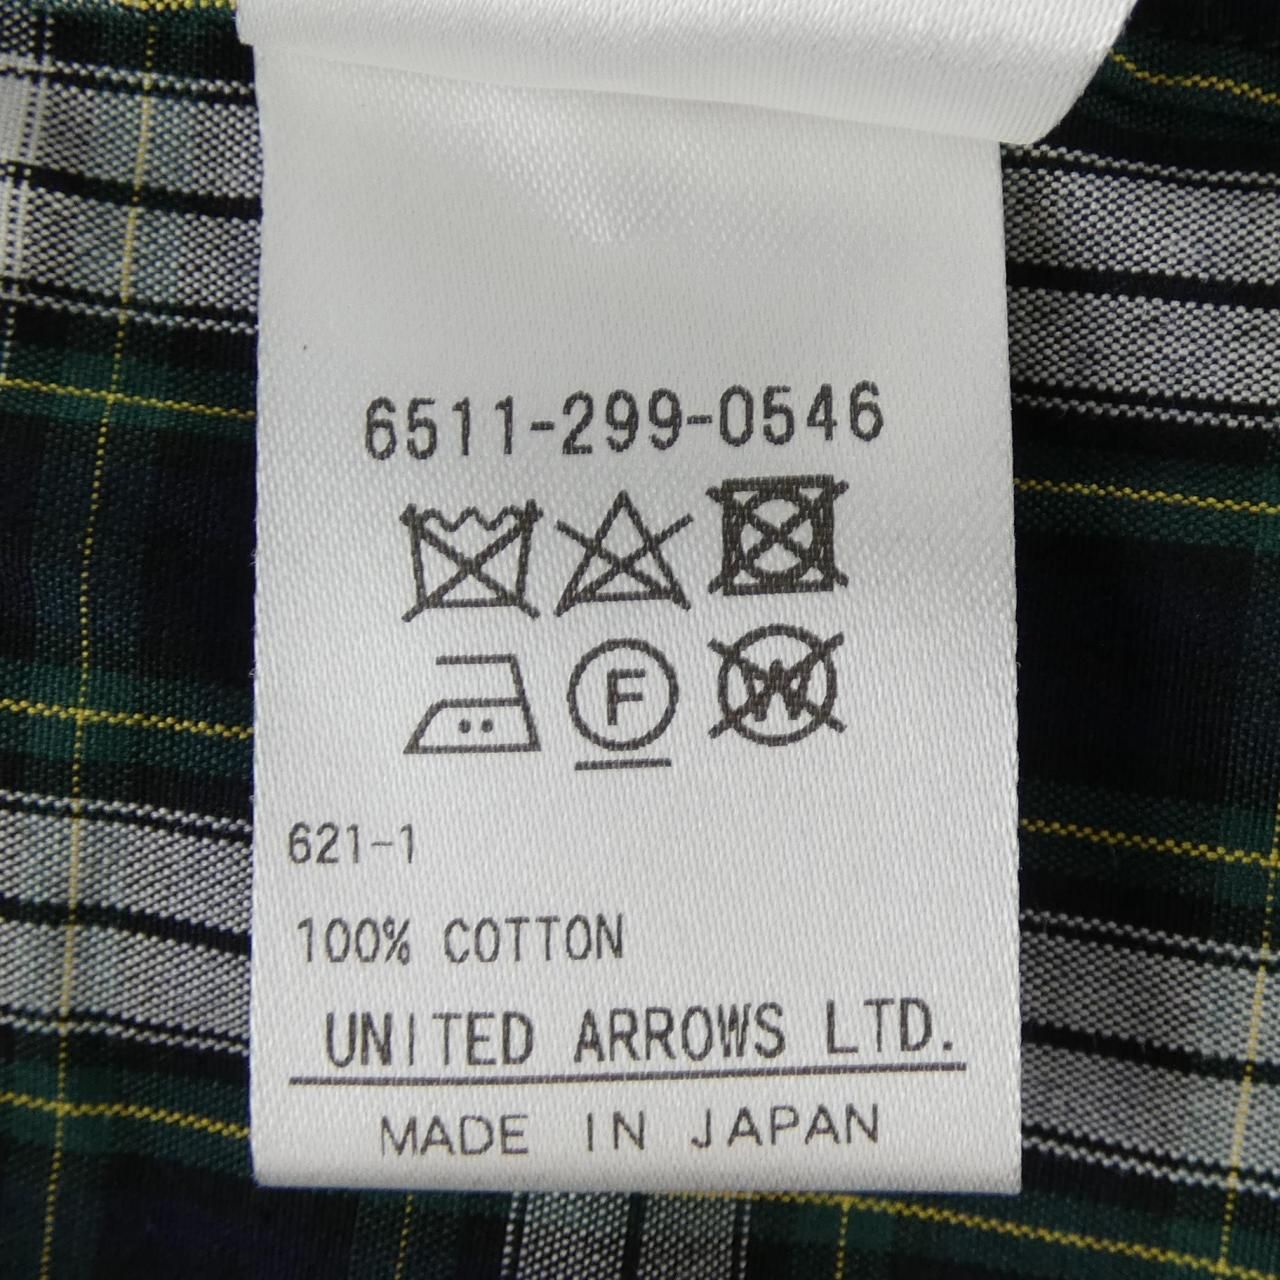 6511-299-0546
F
W
621-1
100% COTTON
UNITED ARROWS LTD.
MADE IN JAPAN